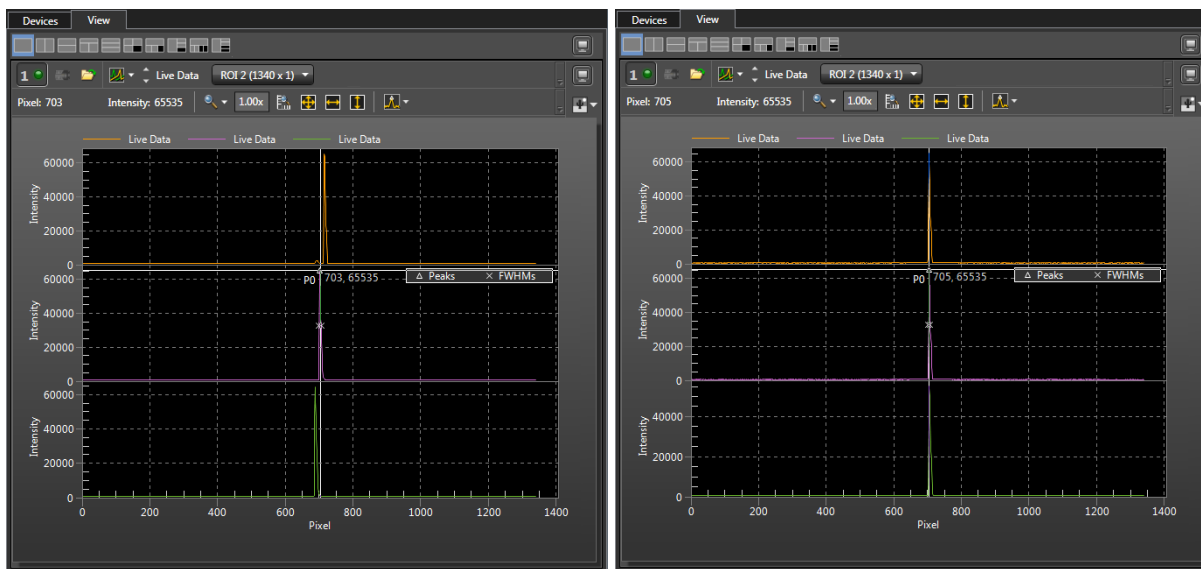 Devices View
1 Live Data ROI 2 (1340 x 1)
Pixel: 703 Intensity: 65535 1.00x
Live Data Live Data Live Data
60000
40000
20000
0
Intensity
P0 703, 65535 Peaks FWHMs
60000
40000
20000
0
Intensity
60000
40000
20000
0
Intensity
0 200 400 600 800 1000 1200 1400
Pixel
Devices View
1 Live Data ROI 2 (1340 x 1)
Pixel: 705 Intensity: 65535 1.00x
Live Data Live Data Live Data
60000
40000
20000
0
Intensity
P0 705, 65535 Peaks FWHMs
60000
40000
20000
0
Intensity
40000
20000
0
Intensity
0 200 400 600 800 1000 1200 1400
Pixel